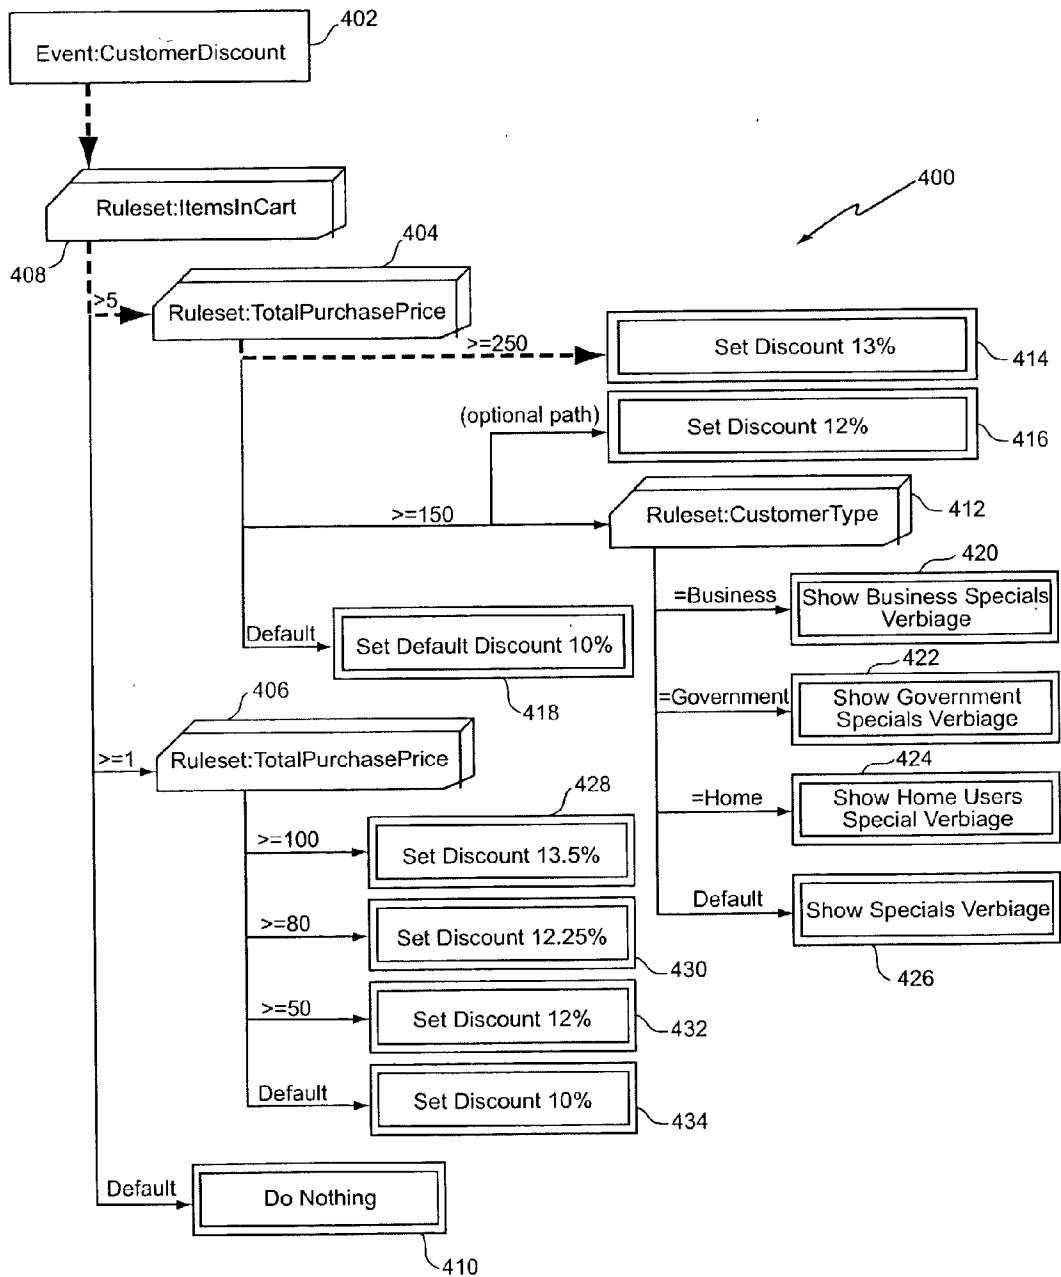 402
Event:CustomerDiscount
400
Ruleset:ItemsInCart
408
404
>5
Ruleset:TotalPurchasePrice
>=250
Set Discount 13%
414
(optional path)
Set Discount 12%
416
>=150
Ruleset:CustomerType
412
420
=Business
Show Business Specials
Verbiage
Default
Set Default Discount 10%
418
422
=Government
Show Government
Specials Verbiage
406
>=1
Ruleset:TotalPurchasePrice
424
=Home
Show Home Users
Special Verbiage
428
>=100
Set Discount 13.5%
Default
Show Specials Verbiage
426
>=80
Set Discount 12.25%
430
>=50
Set Discount 12%
432
Default
Set Discount 10%
434
Default
Do Nothing
410